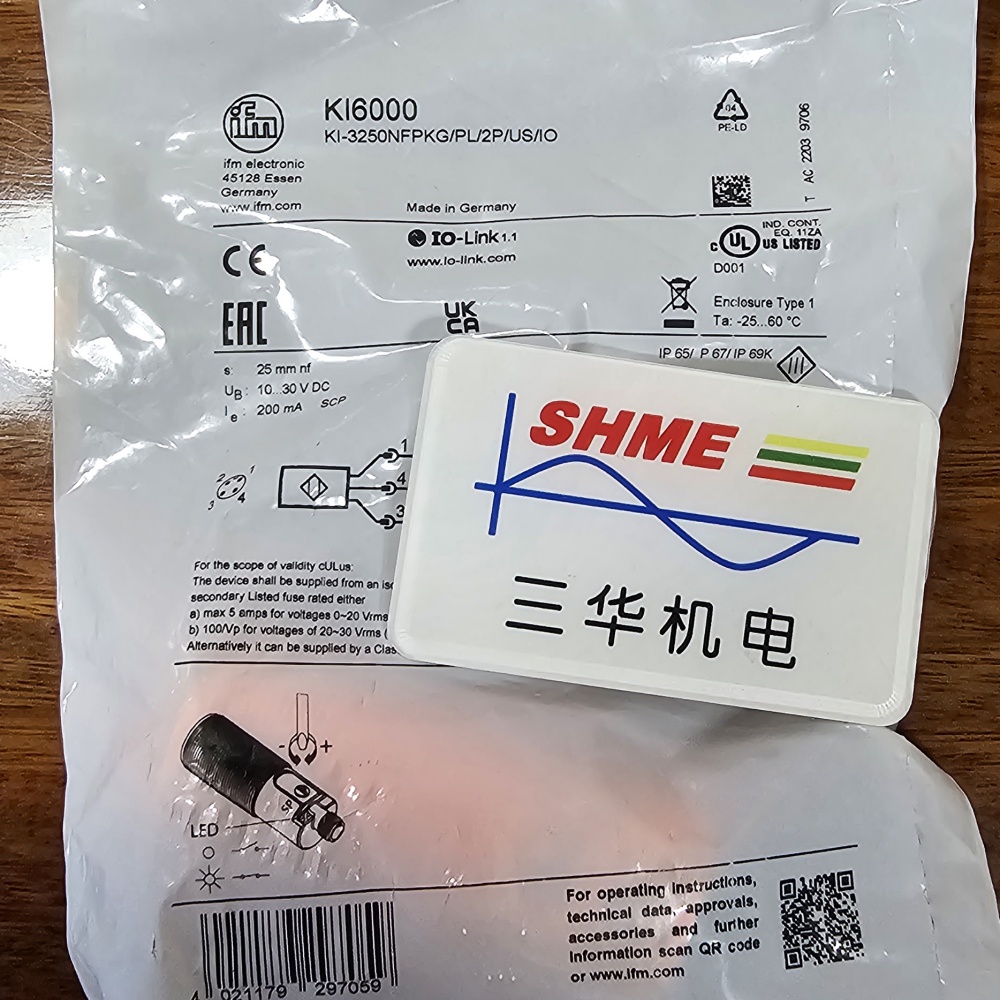 ifm
ifm electronic
45128 Essen
Germany
www.ifm.com
KI6000
KI-3250NFPKG/PL/2P/US/IO
Made in Germany
04
PE-LD
T AC 2203 9706
CE
IO-Link 1.1
www.io-link.com
c UL US LISTED
IND. CONT.
EQ. 11ZA
D001
EAC
UK
CA
Enclosure Type 1
Ta: -25...60 °C
s: 25 mm nf
UB: 10...30 V DC
Ie: 200 mA SCP
IP 65/ P 67/ IP 69K
1
4
3
2 1
3 4
SHME
三华机电
For the scope of validity cULus:
The device shall be supplied from an
secondary Listed fuse rated either
a) max 5 amps for voltages 0~20 Vrms
b) 100/Vp for voltages of 20~30 Vrms (
Alternatively it can be supplied by a
- +
SP
LED
For operating instructions,
technical data, approvals,
accessories and further
information scan QR code
or www.ifm.com
4 021179 297059